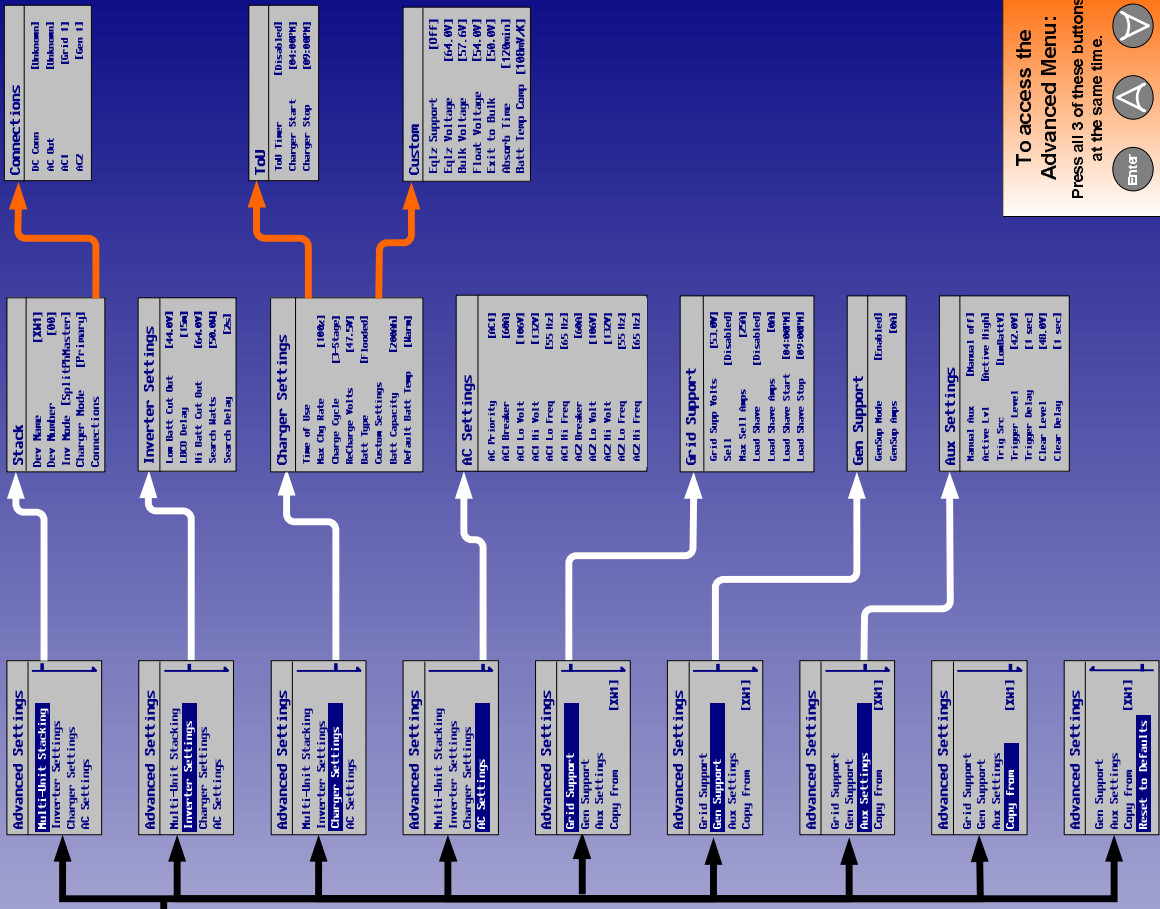 Advanced Settings
Multi-Unit Stacking
Inverter Settings
Charger Settings
AC Settings
Stack
Dev Name [XW1]
Dev Number [00]
Inv Mode [SplitPhMaster]
Charger Mode [Primary]
Connections
Connections
DC Conn [Unknown]
AC Out [Unknown]
AC1 [Grid 1]
AC2 [Gen 1]
Advanced Settings
Multi-Unit Stacking
Inverter Settings
Charger Settings
AC Settings
Inverter Settings
Low Batt Cut Out [44.0V]
LBCO Delay [15m]
Hi Batt Cut Out [64.0V]
Search Watts [50.0W]
Search Delay [2s]
Advanced Settings
Multi-Unit Stacking
Inverter Settings
Charger Settings
AC Settings
Charger Settings
Time of Use
Max Chg Rate [100%]
Charge Cycle [3-Stage]
ReCharge Volts [47.5V]
Batt Type [Flooded]
Custom Settings
Batt Capacity [200Ah]
Default Batt Temp [Warm]
ToU
ToU Timer [Disabled]
Charger Start [04:00PM]
Charger Stop [09:00PM]
Custom
Eqlz Support [Off]
Eqlz Voltage [64.0V]
Bulk Voltage [57.6V]
Float Voltage [54.0V]
Exit to Bulk [50.0V]
Absorb Time [120min]
Batt Temp Comp [108mV/K]
Advanced Settings
Multi-Unit Stacking
Inverter Settings
Charger Settings
AC Settings
AC Settings
AC Priority [AC1]
AC1 Breaker [60A]
AC1 Lo Volt [106V]
AC1 Hi Volt [132V]
AC1 Lo Freq [55 Hz]
AC1 Hi Freq [65 Hz]
AC2 Breaker [60A]
AC2 Lo Volt [106V]
AC2 Hi Volt [132V]
AC2 Lo Freq [55 Hz]
AC2 Hi Freq [65 Hz]
Advanced Settings
Grid Support
Gen Support
Aux Settings
Copy from [XW1]
Grid Support
Grid Supp Volts [53.0V]
Sell [Disabled]
Max Sell Amps [25A]
Load Shave [Disabled]
Load Shave Amps [0A]
Load Shave Start [04:00PM]
Load Shave Stop [09:00PM]
Advanced Settings
Grid Support
Gen Support
Aux Settings
Copy from [XW1]
Gen Support
GenSup Mode [Enabled]
GenSup Amps [0A]
Advanced Settings
Grid Support
Gen Support
Aux Settings
Copy from [XW1]
Aux Settings
Manual Aux [Manual off]
Active Lvl [Active High]
Trig Src [LowBattV]
Trigger Level [42.0V]
Trigger Delay [1 sec]
Clear Level [48.0V]
Clear Delay [1 sec]
Advanced Settings
Grid Support
Gen Support
Aux Settings
Copy from [XW1]
Advanced Settings
Gen Support
Aux Settings
Copy from [XW1]
Reset to Defaults
To access the
Advanced Menu:
Press all 3 of these buttons
at the same time.
Enter